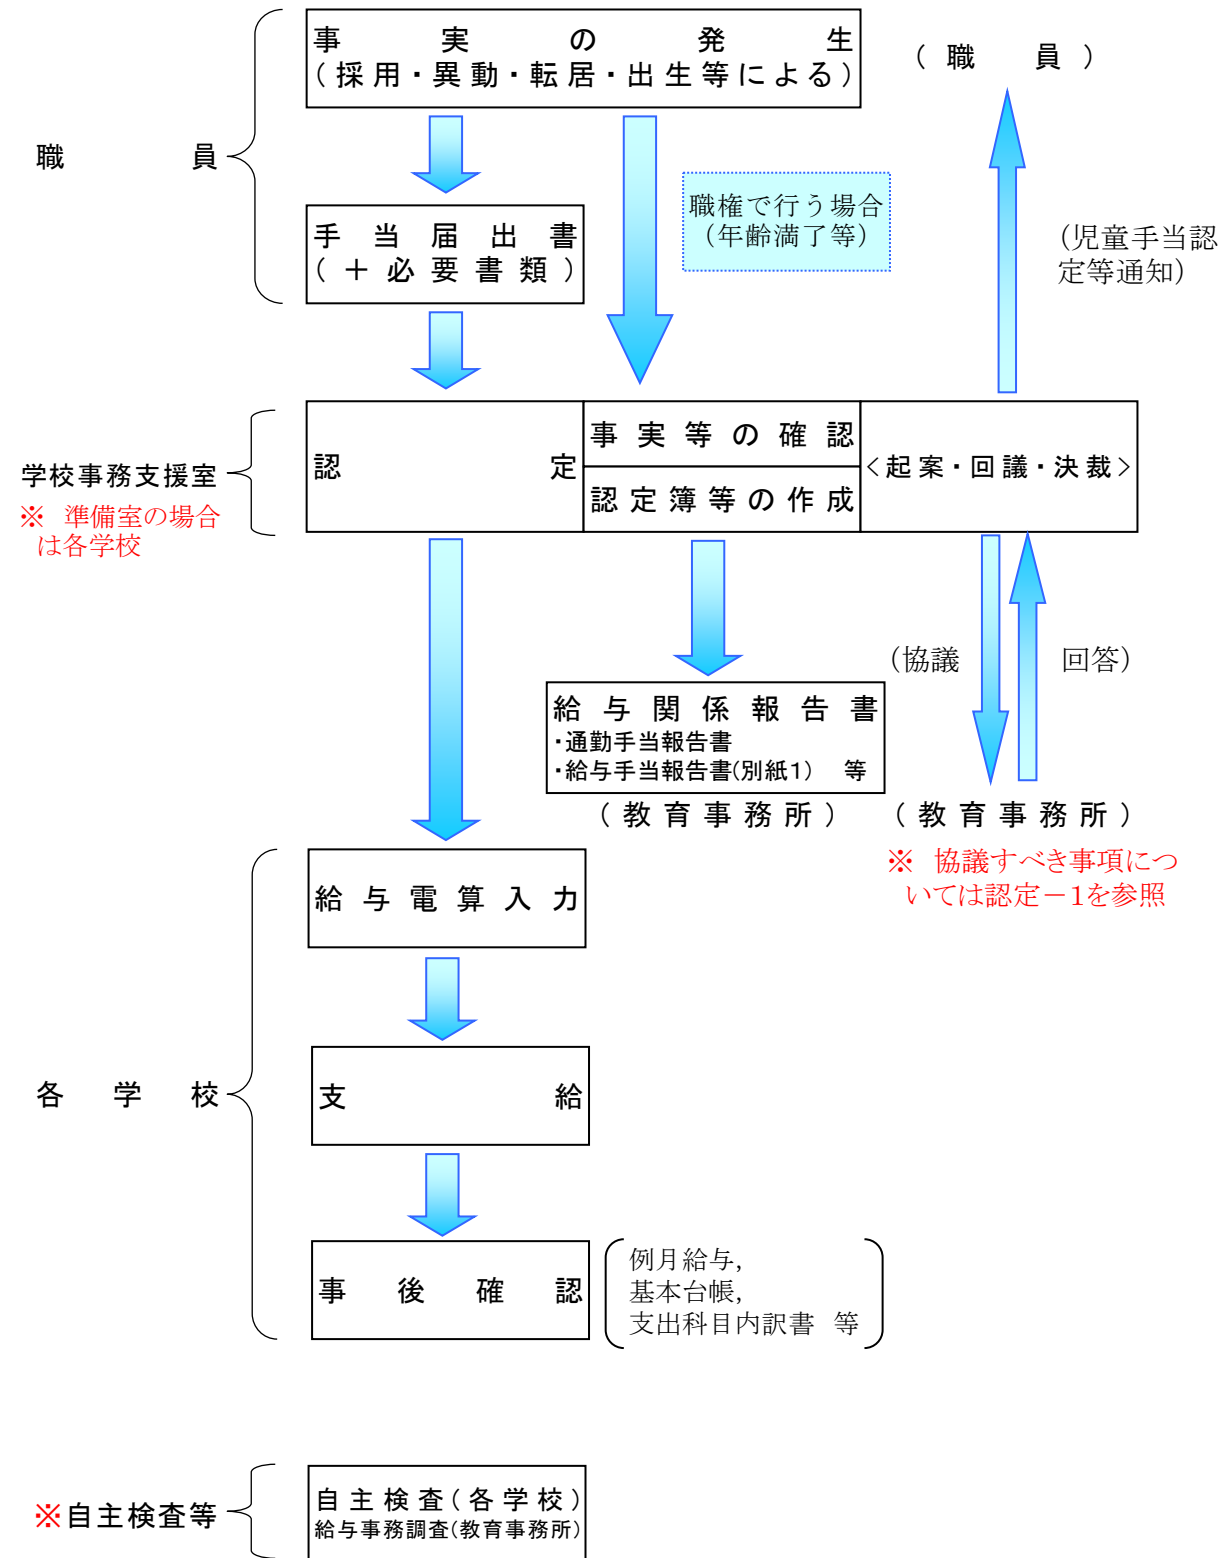 事実の発生
（採用・異動・転居・出生等による）
（職員）
職員
職権で行う場合
（年齢満了等）
手当届出書
（＋必要書類）
（児童手当認
定等通知）
学校事務支援室
※ 準備室の場合
は各学校
認定
事実等の確認
認定簿等の作成
＜起案・回議・決裁＞
（協議 回答）
給与関係報告書
・通勤手当報告書
・給与手当報告書(別紙１) 等
（教育事務所）
（教育事務所）
※ 協議すべき事項につ
いては認定－1を参照
給与電算入力
各学校
支給
事後確認
例月給与，
基本台帳，
支出科目内訳書 等
※自主検査等
自主検査(各学校)
給与事務調査(教育事務所)